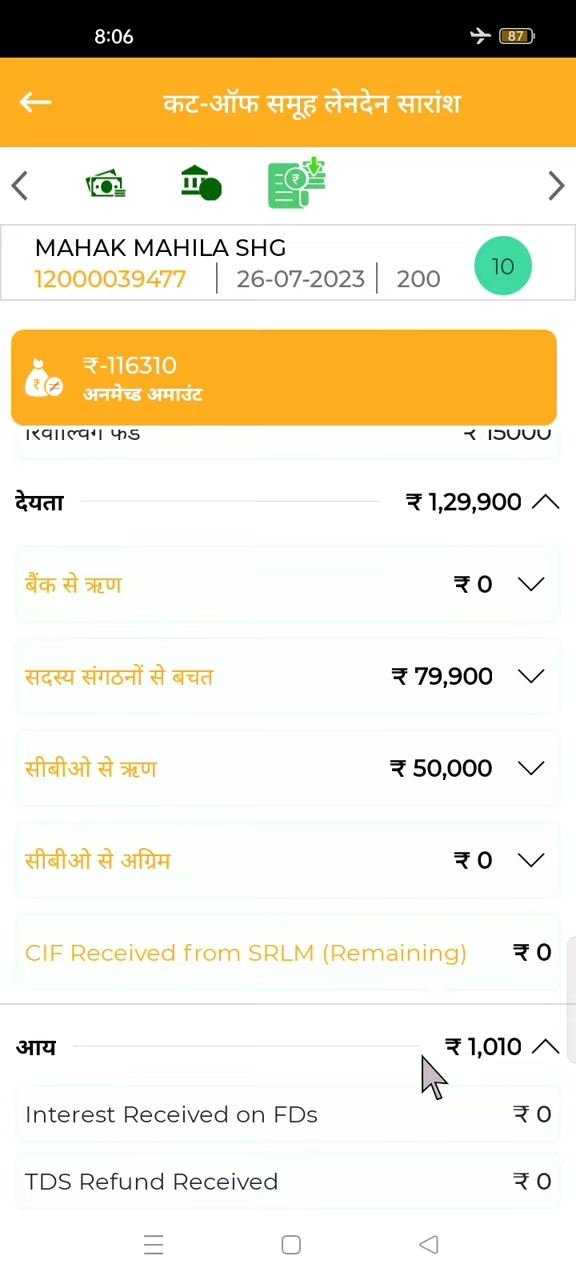 8:06
87
कट-ऑफ समूह लेनदेन सारांश
MAHAK MAHILA SHG
12000039477 | 26-07-2023 | 200
10
₹-116310
अनमेच्ड अमाउंट
₹ 15000
देयता ₹ 1,29,900
बैंक से ऋण ₹ 0
सदस्य संगठनों से बचत ₹ 79,900
सीबीओ से ऋण ₹ 50,000
सीबीओ से अग्रिम ₹ 0
CIF Received from SRLM (Remaining) ₹ 0
आय ₹ 1,010
Interest Received on FDs ₹ 0
TDS Refund Received ₹ 0